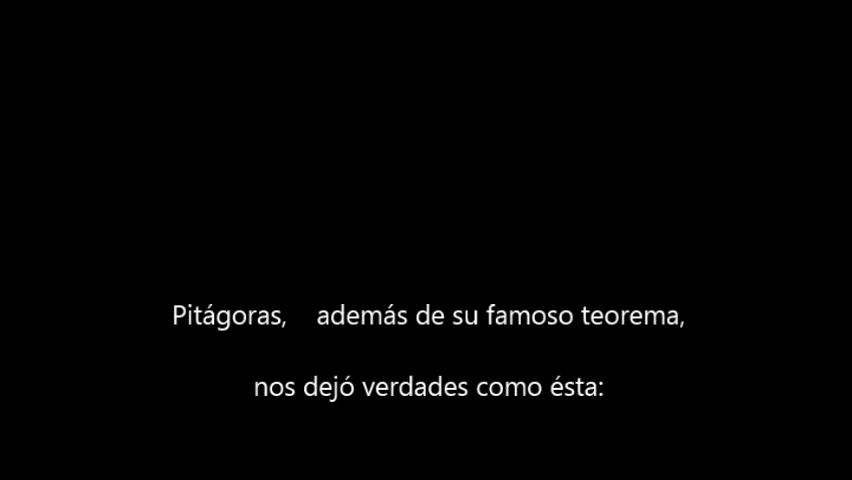 Pitágoras, además de su famoso teorema,
nos dejó verdades como ésta: